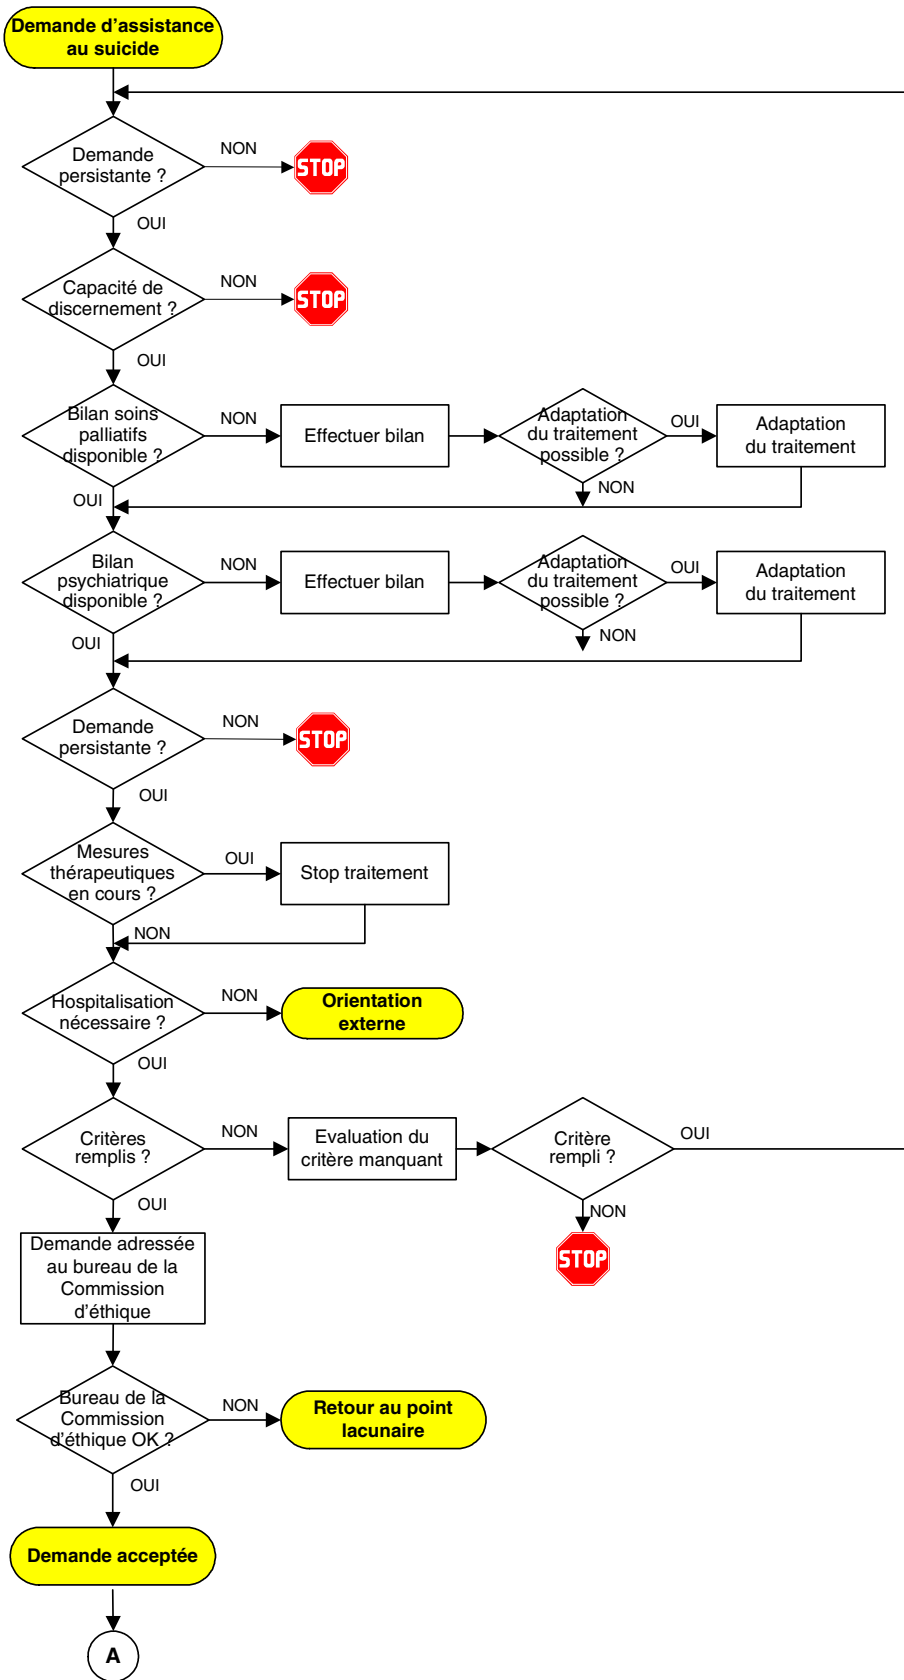 Demande d'assistance
au suicide
Demande
persistante ?
NON
STOP
OUI
Capacité de
discernement ?
NON
STOP
OUI
Bilan soins
palliatifs
disponible ?
NON
Effectuer bilan
Adaptation
du traitement
possible ?
OUI
Adaptation
du traitement
NON
OUI
Bilan
psychiatrique
disponible ?
NON
Effectuer bilan
Adaptation
du traitement
possible ?
OUI
Adaptation
du traitement
NON
OUI
Demande
persistante ?
NON
STOP
OUI
Mesures
thérapeutiques
en cours ?
OUI
Stop traitement
NON
Hospitalisation
nécessaire ?
NON
Orientation
externe
OUI
Critères
remplis ?
NON
Evaluation du
critère manquant
Critère
rempli ?
OUI
NON
STOP
OUI
Demande adressée
au bureau de la
Commission
d'éthique
Bureau de la
Commission
d'éthique OK ?
NON
Retour au point
lacunaire
OUI
Demande acceptée
A